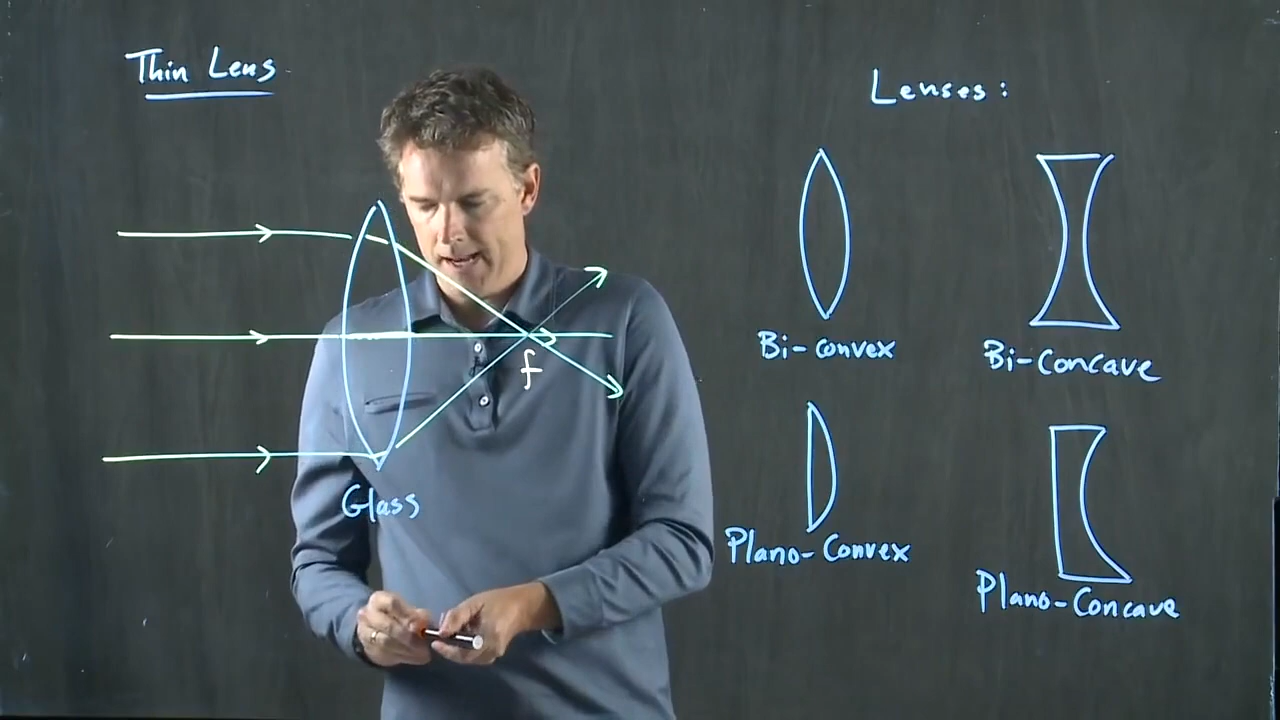 Thin Lens
f
Glass
Lenses:
Bi-convex
Bi-Concave
Plano-Convex
Plano-Concave